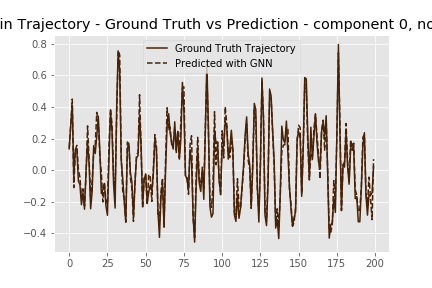 in Trajectory - Ground Truth vs Prediction - component 0, no
Ground Truth Trajectory
Predicted with GNN
0.8
0.6
0.4
0.2
0.0
−0.2
−0.4
0 25 50 75 100 125 150 175 200